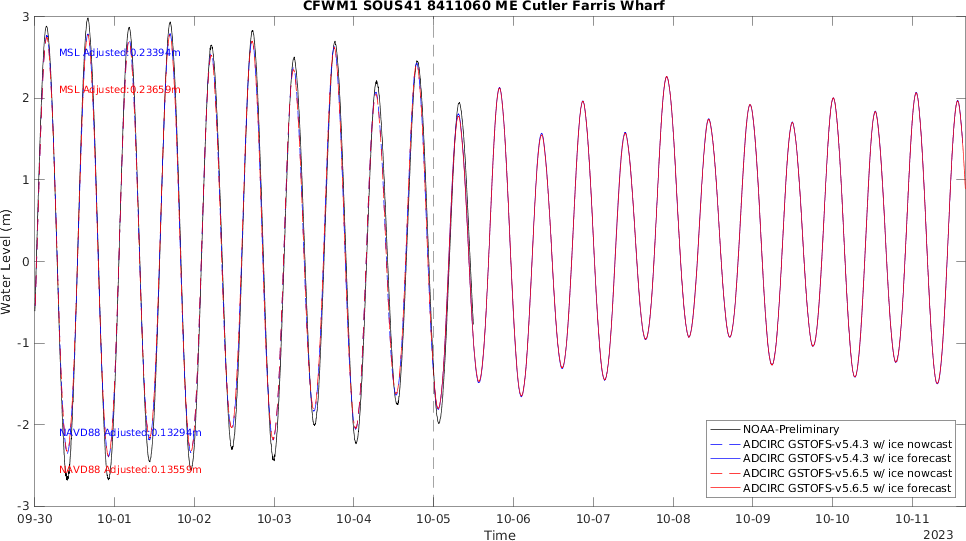 CFWM1 SOUS41 8411060 ME Cutler Farris Wharf
3
2
1
0
-1
-2
-3
Water Level (m)
MSL Adjusted:0.23394m
MSL Adjusted:0.23659m
NAVD88 Adjusted:0.13294m
NAVD88 Adjusted:0.13559m
NOAA-Preliminary
ADCIRC GSTOFS-v5.4.3 w/ ice nowcast
ADCIRC GSTOFS-v5.4.3 w/ ice forecast
ADCIRC GSTOFS-v5.6.5 w/ ice nowcast
ADCIRC GSTOFS-v5.6.5 w/ ice forecast
09-30 10-01 10-02 10-03 10-04 10-05 10-06 10-07 10-08 10-09 10-10 10-11
Time
2023